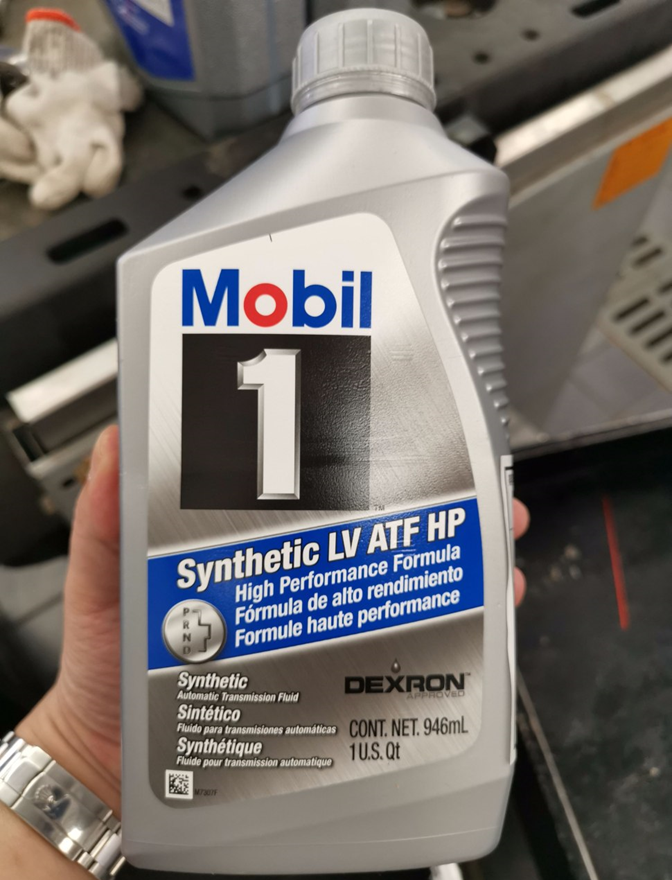 Mobil
1
TM
Synthetic LV ATF HP
High Performance Formula
Fórmula de alto rendimiento
Formule haute performance
P
R
N
D
Synthetic
Automatic Transmission Fluid
Sintético
Fluido para transmisiones automáticas
Synthétique
Fluide pour transmission automatique
DEXRON™
APPROVED
CONT. NET. 946mL
1 U.S. Qt